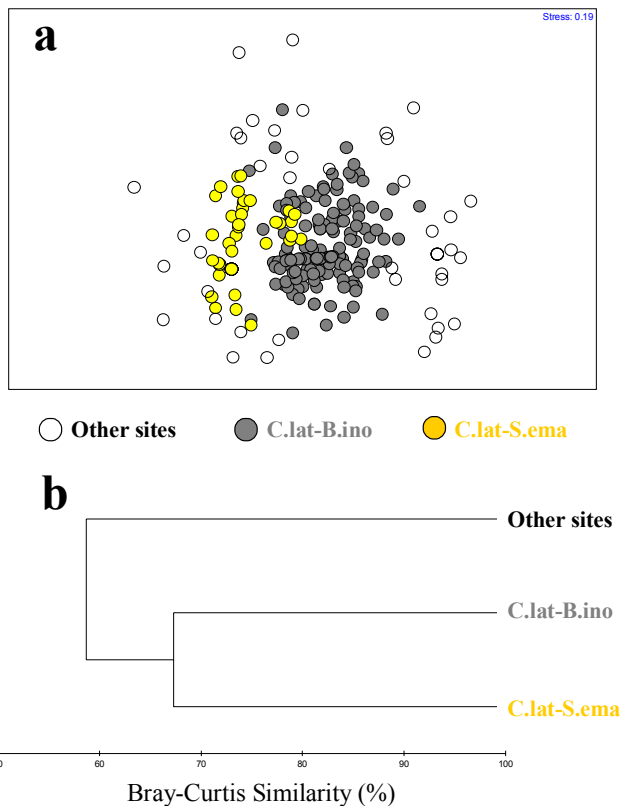 a
Stress: 0.19
Other sites C.lat-B.ino C.lat-S.ema
b
Other sites
C.lat-B.ino
C.lat-S.ema
0 60 70 80 90 100
Bray-Curtis Similarity (%)